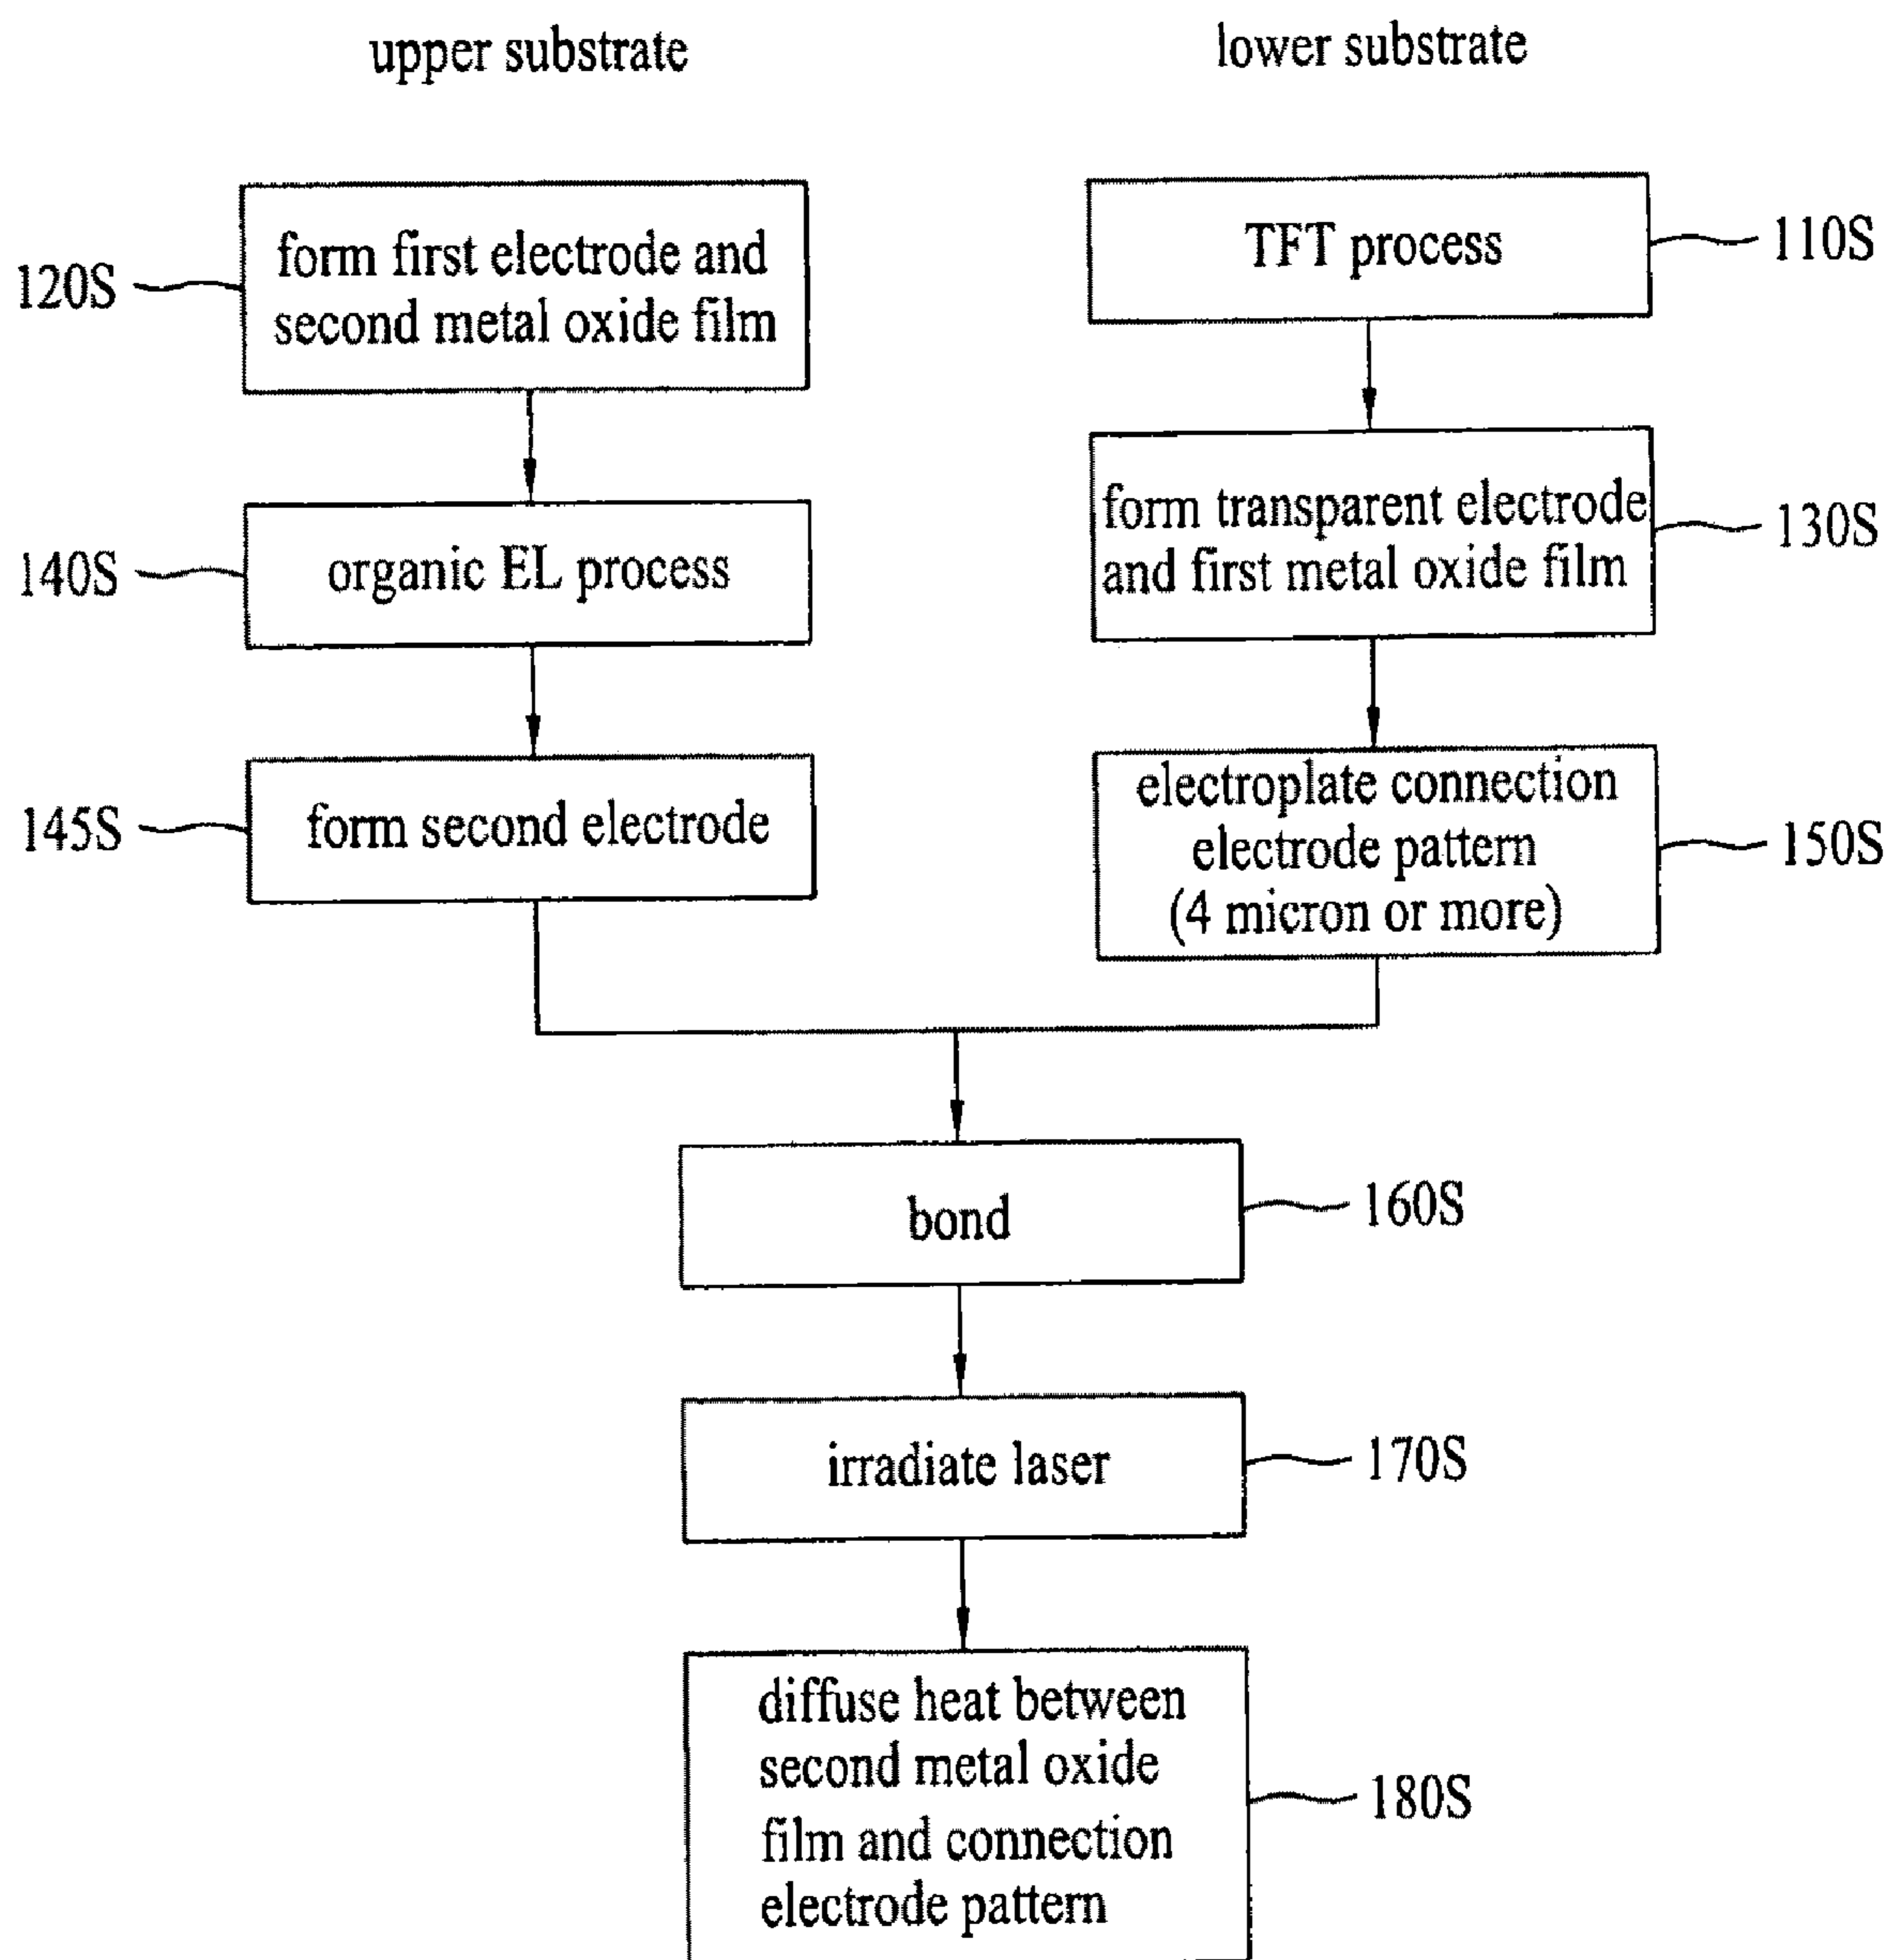 upper substrate
lower substrate
120S
form first electrode and
second metal oxide film
TFT process
110S
140S
organic EL process
form transparent electrode
and first metal oxide film
130S
145S
form second electrode
electroplate connection
electrode pattern
(4 micron or more)
150S
bond
160S
irradiate laser
170S
diffuse heat between
second metal oxide
film and connection
electrode pattern
180S